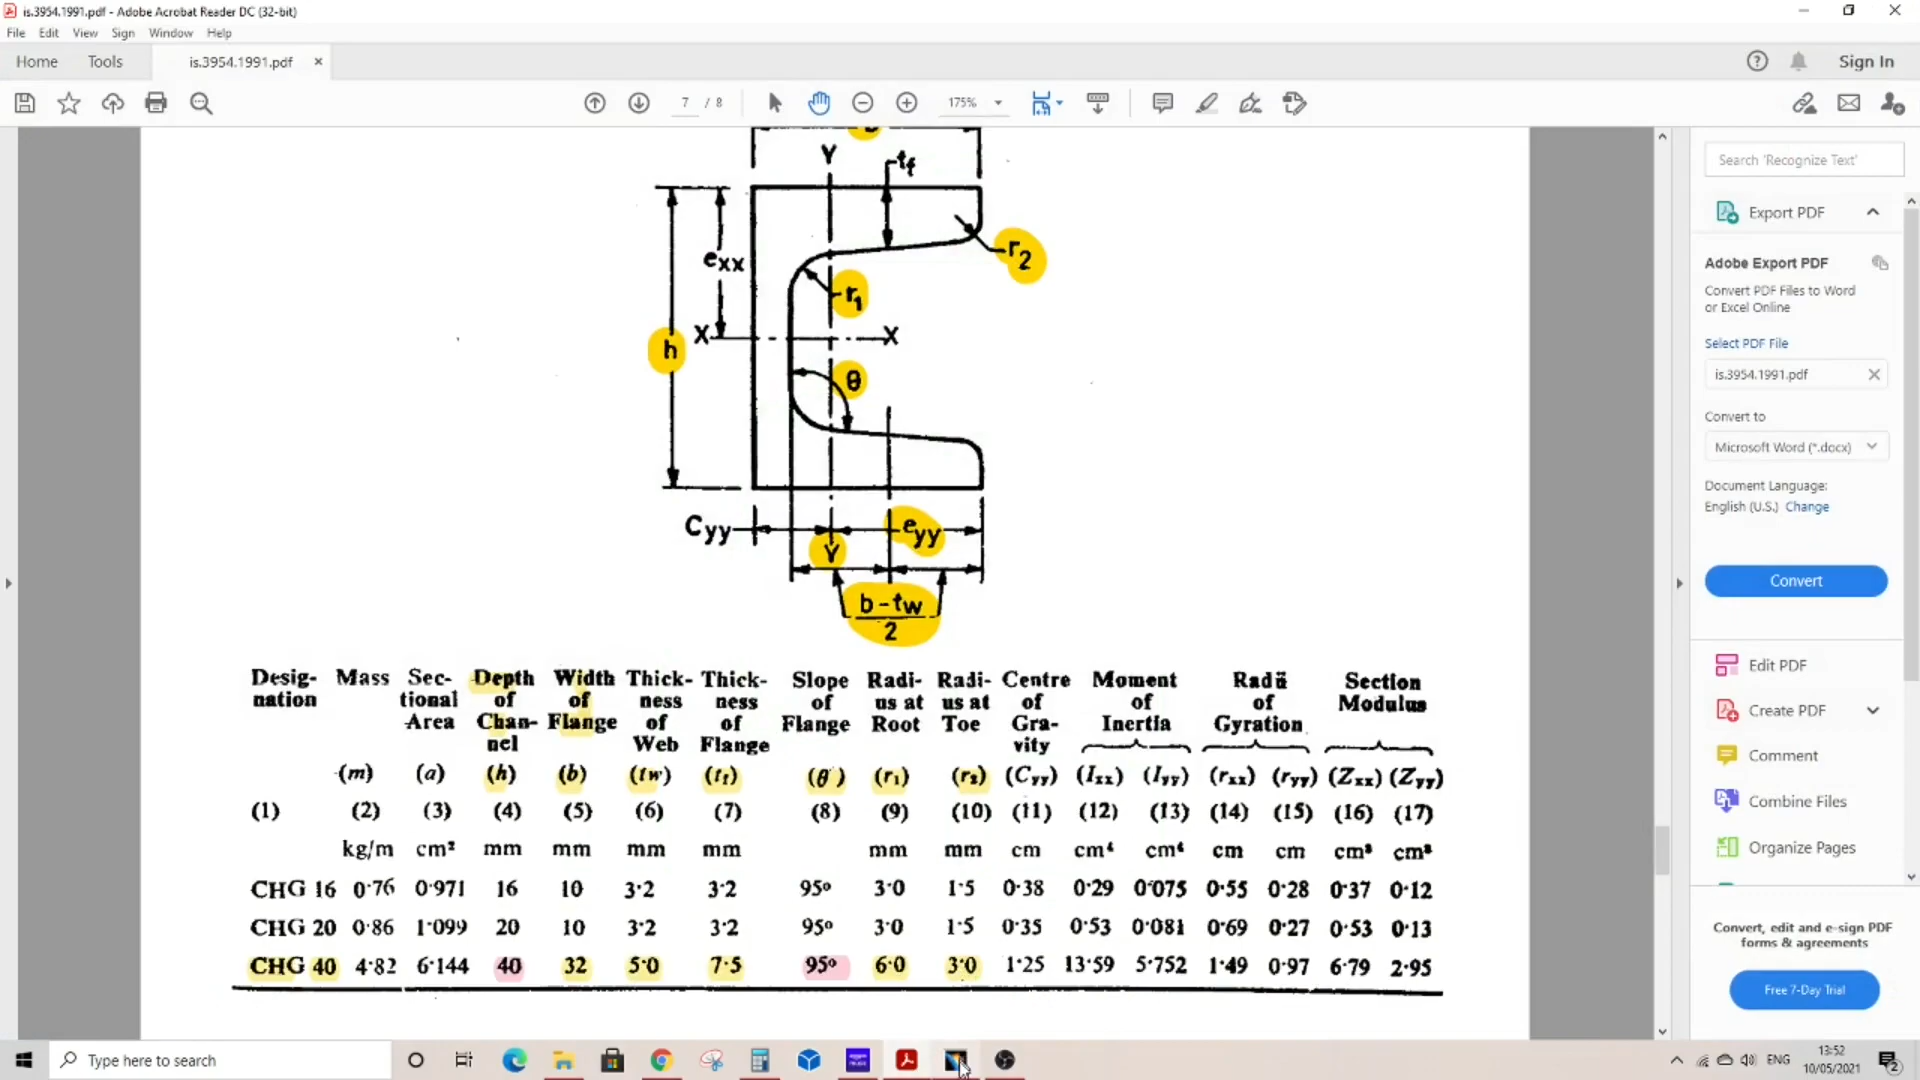 is.3954.1991.pdf - Adobe Acrobat Reader DC (32-bit)
File Edit View Sign Window Help
Home Tools is.3954.1991.pdf × Sign In
7 / 8 175%
Y
tf
r2
exx
r1
X X
h
θ
Cyy eyy
Y
b - tw
2
Desig- Mass Sec- Depth Width Thick- Thick- Slope Radi- Radi- Centre Moment Radii Section
nation tional of of ness ness of us at us at of of of Modulus
Area Chan- Flange of of Flange Root Toe Gra- Inertia Gyration
nel Web Flange vity
(m) (a) (h) (b) (tw) (tf) (θ) (r1) (r2) (Cyy) (Ixx) (Iyy) (rxx) (ryy) (Zxx) (Zyy)
(1) (2) (3) (4) (5) (6) (7) (8) (9) (10) (11) (12) (13) (14) (15) (16) (17)
kg/m cm² mm mm mm mm mm mm cm cm⁴ cm⁴ cm cm cm³ cm³
CHG 16 0·76 0·971 16 10 3·2 3·2 95° 3·0 1·5 0·38 0·29 0·075 0·55 0·28 0·37 0·12
CHG 20 0·86 1·099 20 10 3·2 3·2 95° 3·0 1·5 0·35 0·53 0·081 0·69 0·27 0·53 0·13
CHG 40 4·82 6·144 40 32 5·0 7·5 95° 6·0 3·0 1·25 13·59 5·752 1·49 0·97 6·79 2·95
Search 'Recognize Text'
Export PDF
Adobe Export PDF
Convert PDF Files to Word
or Excel Online
Select PDF File
is.3954.1991.pdf
Convert to
Microsoft Word (*.docx)
Document Language:
English (U.S.) Change
Convert
Edit PDF
Create PDF
Comment
Combine Files
Organize Pages
Convert, edit and e-sign PDF
forms & agreements
Free 7-Day Trial
Type here to search
ENG
13:52
10/05/2021
2